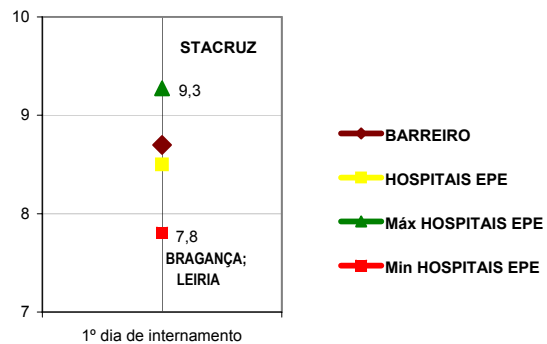 10
STACRUZ
9,3
9
8
7,8
BRAGANÇA;
LEIRIA
7
1º dia de internamento
BARREIRO
HOSPITAIS EPE
Máx HOSPITAIS EPE
Min HOSPITAIS EPE